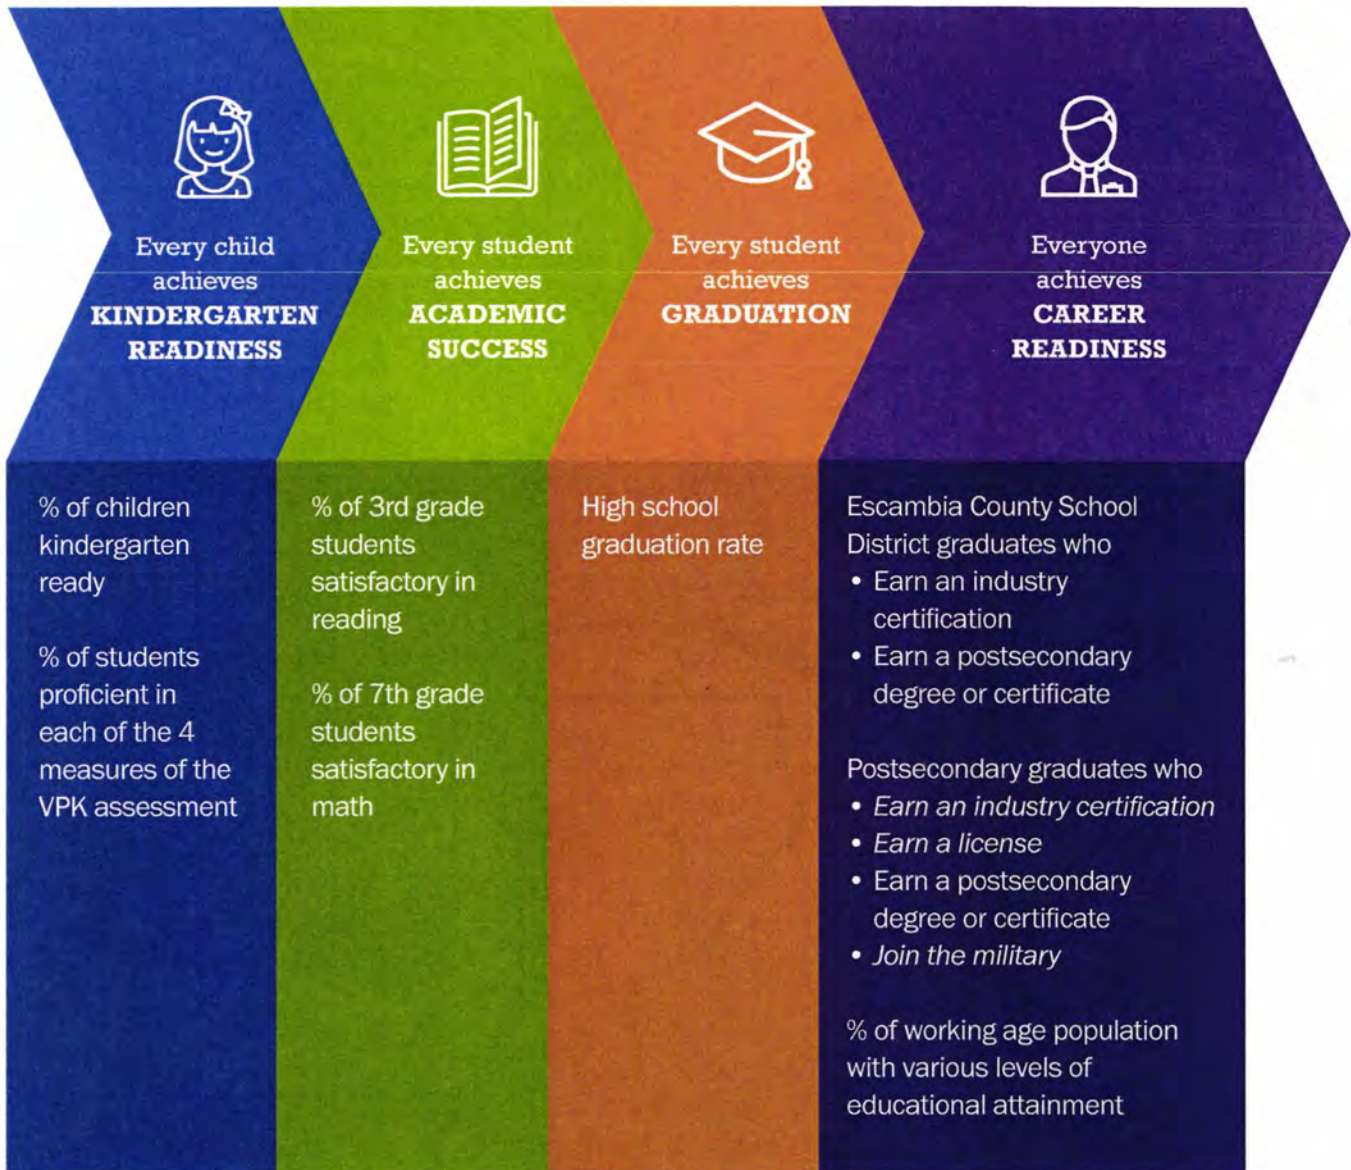 Every child
achieves
KINDERGARTEN
READINESS
Every student
achieves
ACADEMIC
SUCCESS
Every student
achieves
GRADUATION
Everyone
achieves
CAREER
READINESS
% of children
kindergarten
ready
% of students
proficient in
each of the 4
measures of the
VPK assessment
% of 3rd grade
students
satisfactory in
reading
% of 7th grade
students
satisfactory in
math
High school
graduation rate
Escambia County School
District graduates who
• Earn an industry
certification
• Earn a postsecondary
degree or certificate
Postsecondary graduates who
• Earn an industry certification
• Earn a license
• Earn a postsecondary
degree or certificate
• Join the military
% of working age population
with various levels of
educational attainment